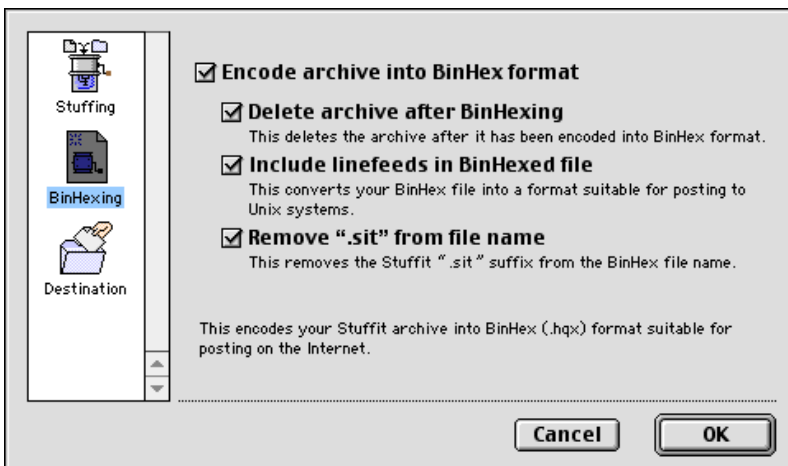 Stuffing
BinHexing
Destination
Encode archive into BinHex format
Delete archive after BinHexing
This deletes the archive after it has been encoded into BinHex format.
Include linefeeds in BinHexed file
This converts your BinHex file into a format suitable for posting to
Unix systems.
Remove “.sit” from file name
This removes the Stuffit ".sit" suffix from the BinHex file name.
This encodes your Stuffit archive into BinHex (.hqx) format suitable for
posting on the Internet.
Cancel
OK